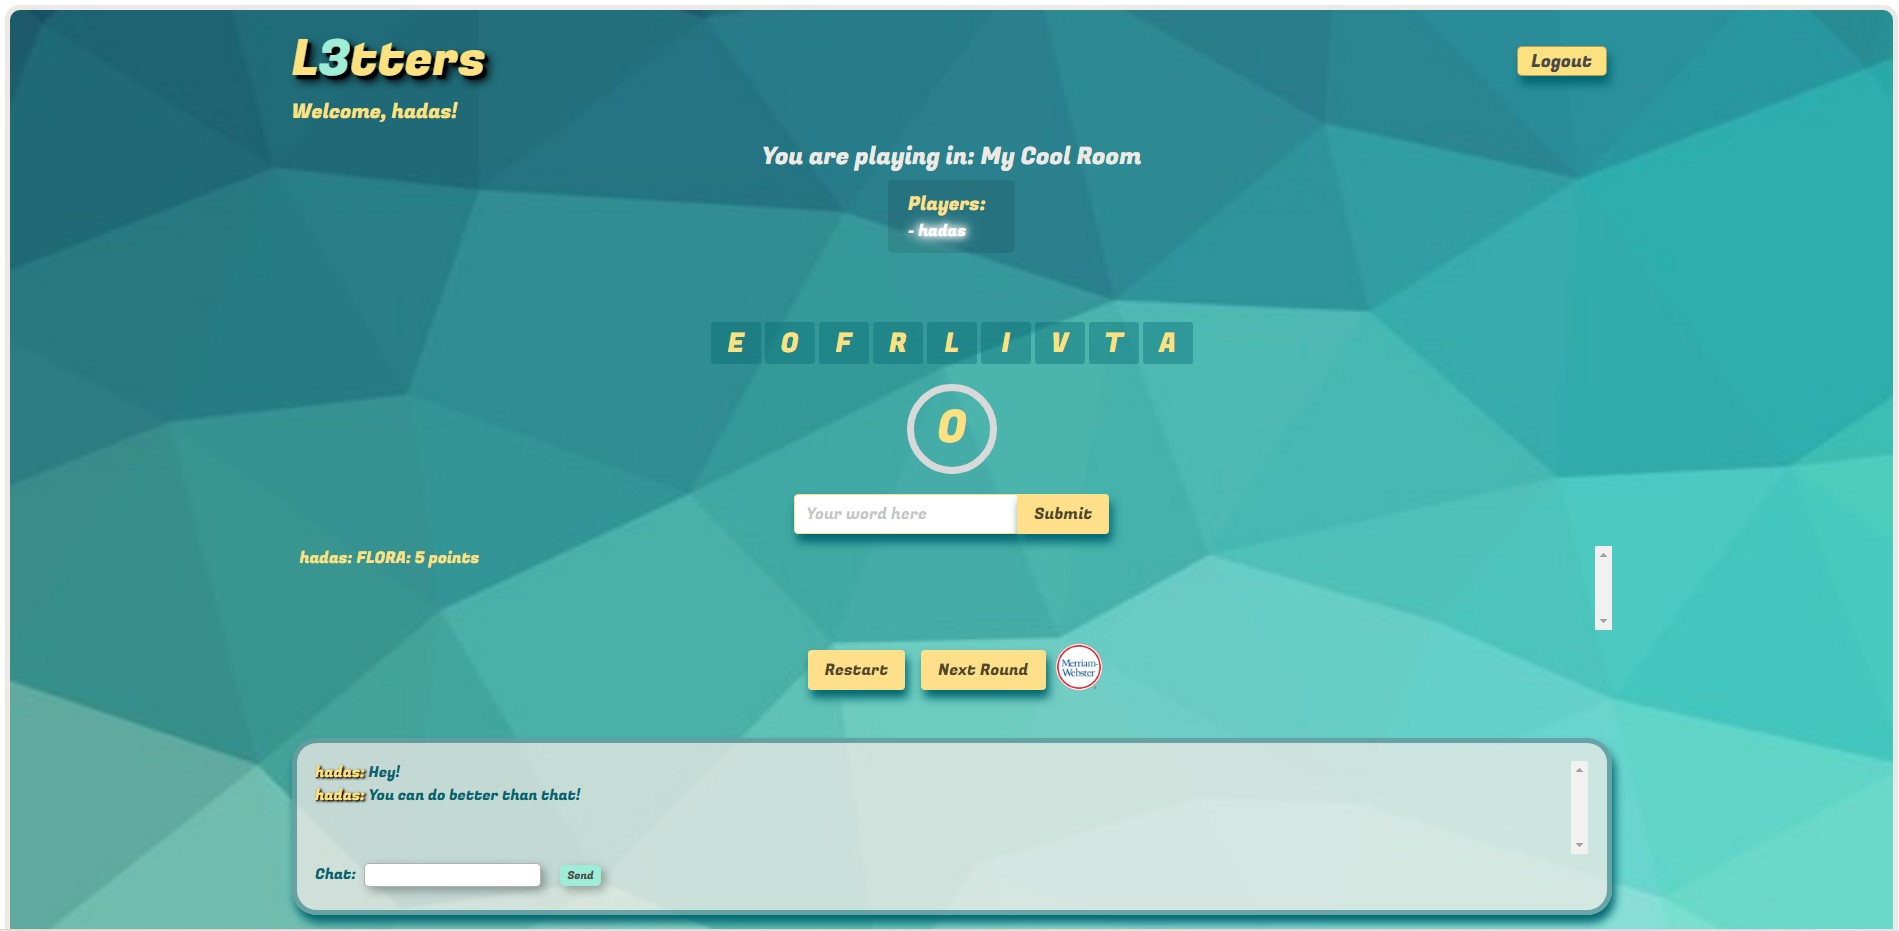 L3tters
Logout
Welcome, hadas!
You are playing in: My Cool Room
Players:
- hadas
E O F R L I V T A
0
Your word here
Submit
hadas: FLORA: 5 points
Restart
Next Round
Merriam-
Webster
hadas: Hey!
hadas: You can do better than that!
Chat:
Send